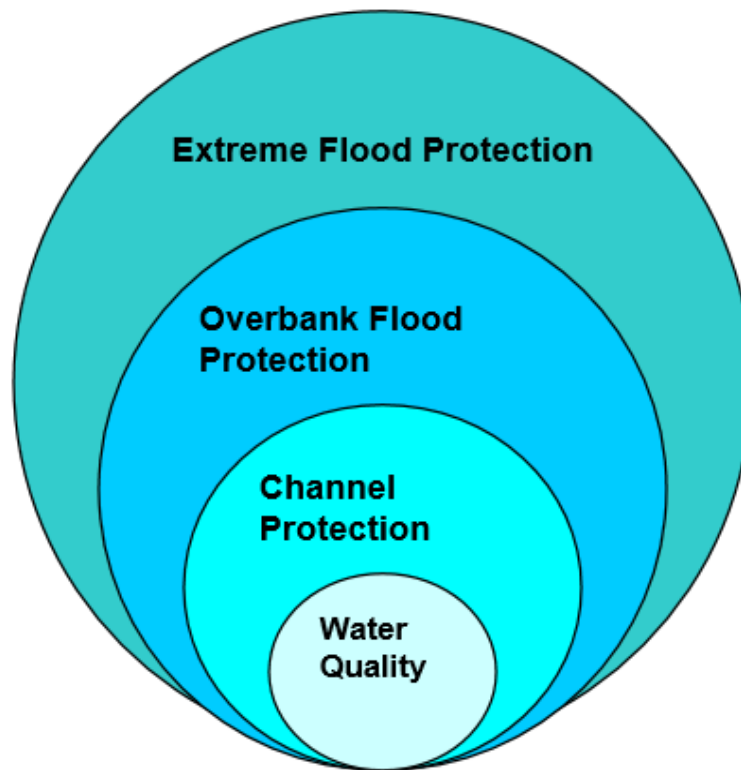 Extreme Flood Protection
Overbank Flood
Protection
Channel
Protection
Water
Quality